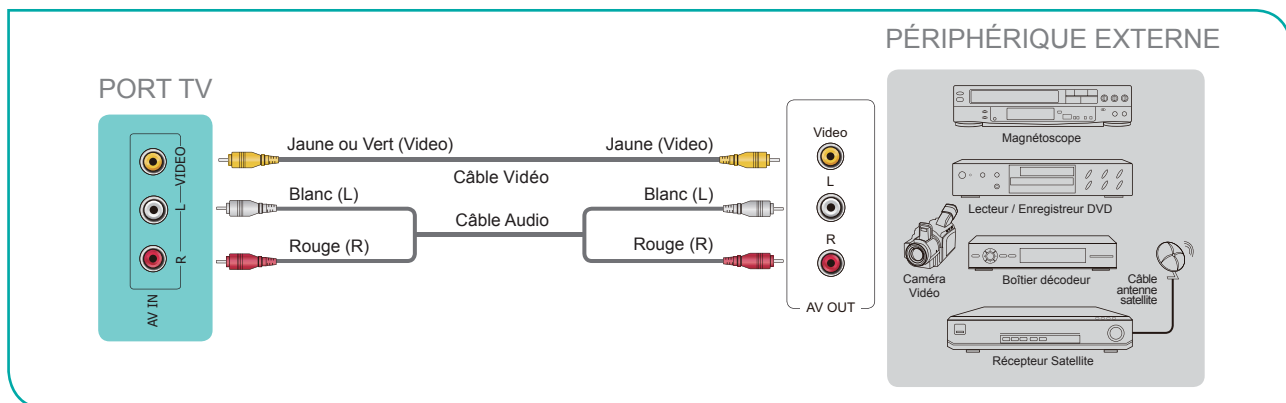 PÉRIPHÉRIQUE EXTERNE
PORT TV
VIDEO
L
R
AV IN
Jaune ou Vert (Video)
Jaune (Video)
Câble Vidéo
Blanc (L)
Blanc (L)
Câble Audio
Rouge (R)
Rouge (R)
Video
L
R
AV OUT
Magnétoscope
Lecteur / Enregistreur DVD
Caméra
Vidéo
Boîtier décodeur
Câble
antenne
satellite
Récepteur Satellite